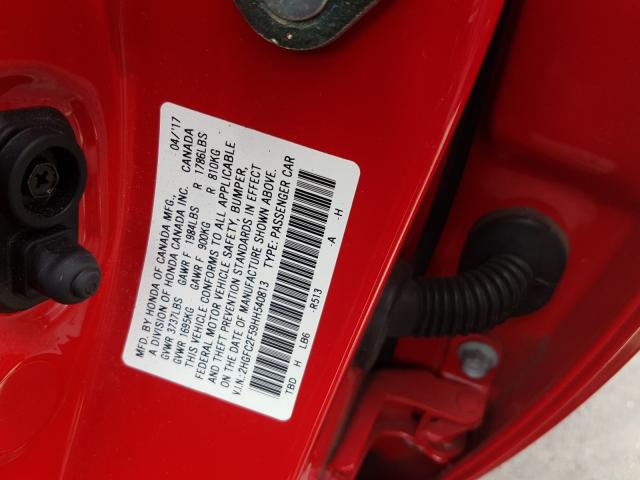 MFD. BY HONDA OF CANADA MFG. 04/'17
A DIVISION OF HONDA CANADA INC. CANADA
GVWR 3737LBS GAWR F 1984LBS R 1786LBS
GVWR 1695KG GAWR F 900KG R 810KG
THIS VEHICLE CONFORMS TO ALL APPLICABLE
FEDERAL MOTOR VEHICLE SAFETY, BUMPER,
AND THEFT PREVENTION STANDARDS IN EFFECT
ON THE DATE OF MANUFACTURE SHOWN ABOVE.
V.I.N.: 2HGFC2F59HH540813 TYPE: PASSENGER CAR
TBD H LB6 -R513 -A -H